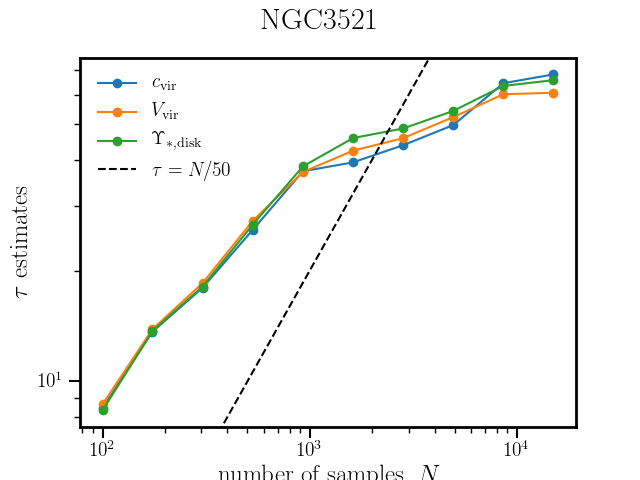 NGC3521
c_vir
V_vir
Υ_*,disk
τ = N/50
τ estimates
10^1
10^2 10^3 10^4
number of samples, N